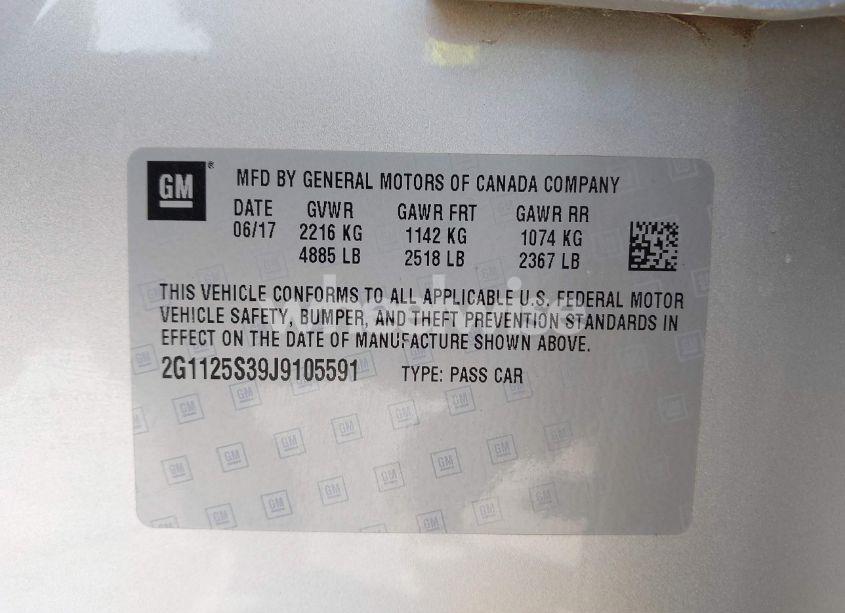 GM ® MFD BY GENERAL MOTORS OF CANADA COMPANY
DATE GVWR GAWR FRT GAWR RR
06/17 2216 KG 1142 KG 1074 KG
4885 LB 2518 LB 2367 LB
THIS VEHICLE CONFORMS TO ALL APPLICABLE U.S. FEDERAL MOTOR
VEHICLE SAFETY, BUMPER, AND THEFT PREVENTION STANDARDS IN
EFFECT ON THE DATE OF MANUFACTURE SHOWN ABOVE.
2G1125S39J9105591 TYPE: PASS CAR